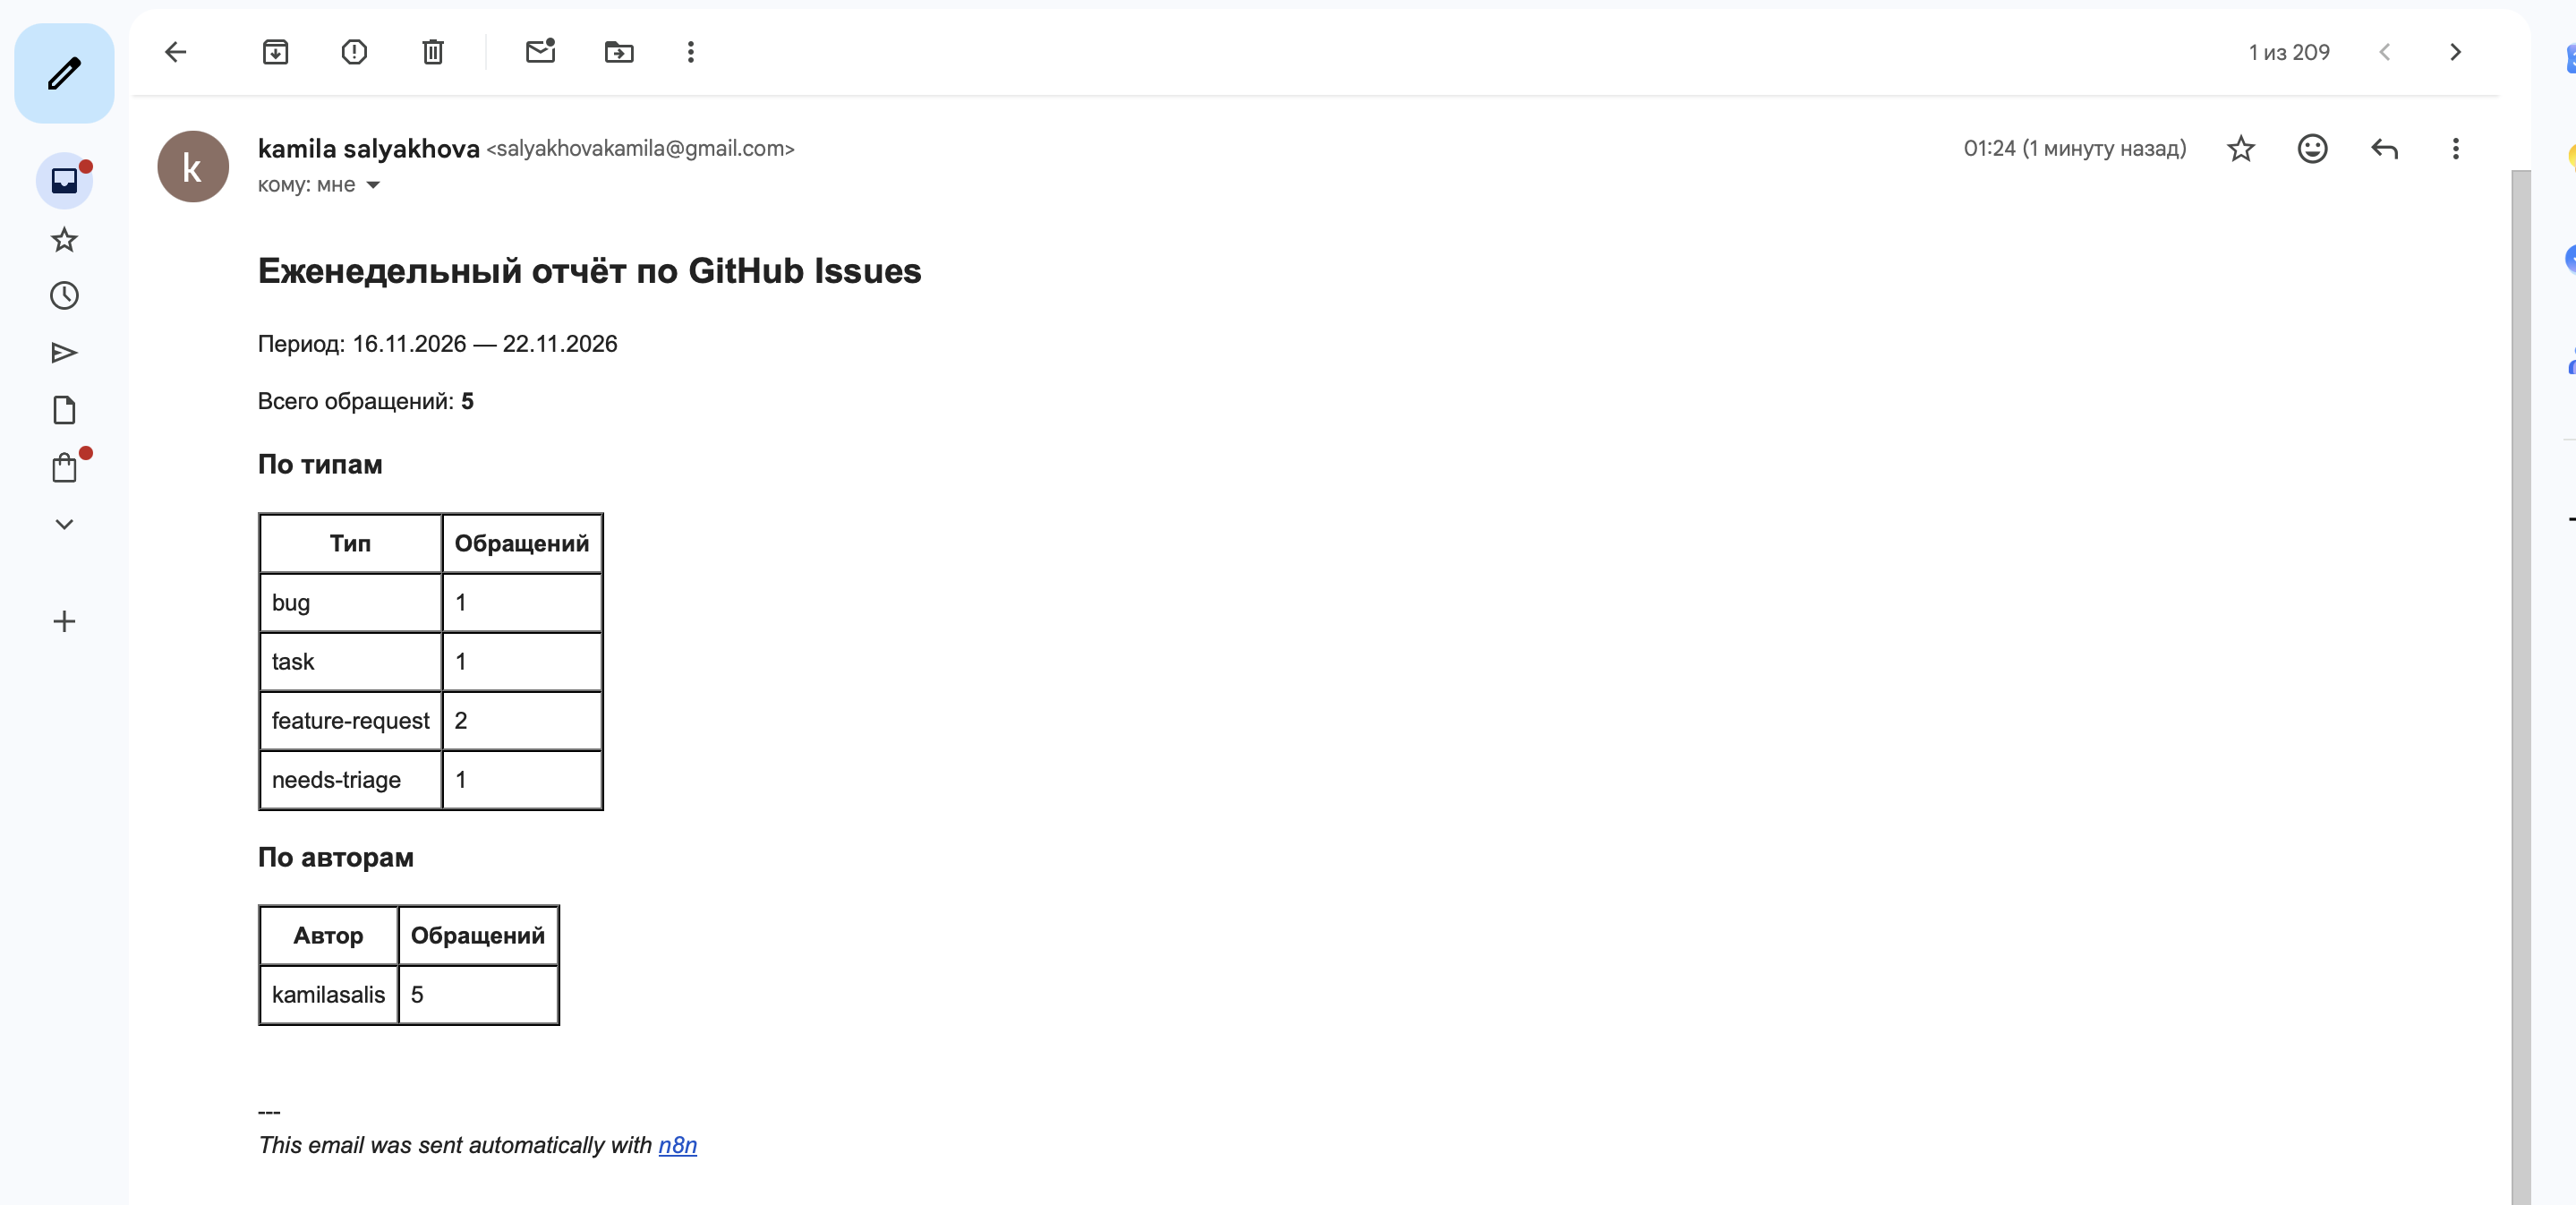 1 из 209
kamila salyakhova <salyakhovakamila@gmail.com>
01:24 (1 минуту назад)
k
кому: мне
Еженедельный отчёт по GitHub Issues
Период: 16.11.2026 — 22.11.2026
Всего обращений: 5
По типам
Тип Обращений
bug 1
task 1
feature-request 2
needs-triage 1
По авторам
Автор Обращений
kamilasalis 5
---
This email was sent automatically with n8n